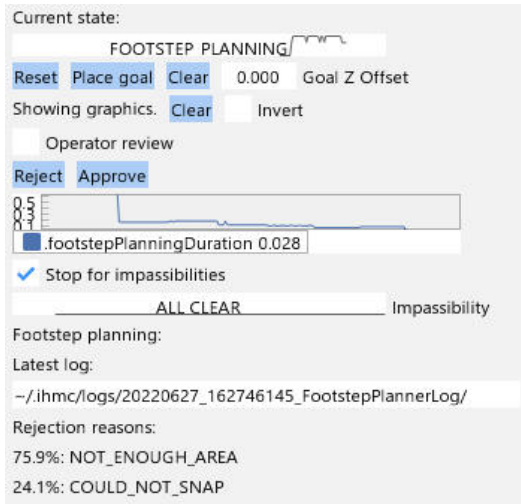 Current state:
FOOTSTEP PLANNING
Reset Place goal Clear 0.000 Goal Z Offset
Showing graphics. Clear Invert
Operator review
Reject Approve
0.5
0.3
0.1
.footstepPlanningDuration 0.028
Stop for impassibilities
ALL CLEAR Impassibility
Footstep planning:
Latest log:
~/.ihmc/logs/20220627_162746145_FootstepPlannerLog/
Rejection reasons:
75.9%: NOT_ENOUGH_AREA
24.1%: COULD_NOT_SNAP